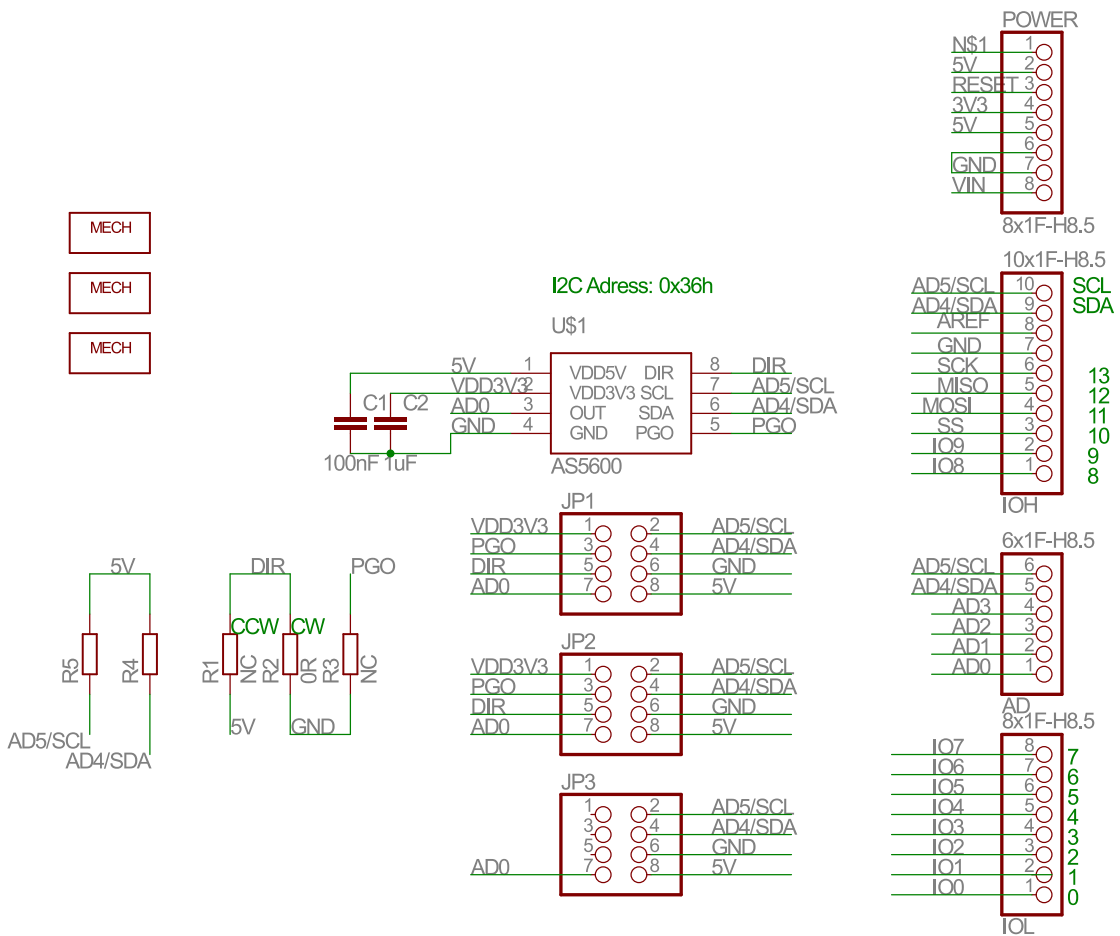 POWER
N$1 1
5V 2
RESET 3
3V3 4
5V 5
6
GND 7
VIN 8
8x1F-H8.5
MECH
MECH
MECH
I2C Adress: 0x36h
U$1
5V 1 VDD5V DIR 8 DIR
VDD3V3 2 VDD3V3 SCL 7 AD5/SCL
AD0 3 OUT SDA 6 AD4/SDA
GND 4 GND PGO 5 PGO
AS5600
C1 C2
100nF 1uF
10x1F-H8.5
AD5/SCL 10 SCL
AD4/SDA 9 SDA
AREF 8
GND 7
SCK 6 13
MISO 5 12
MOSI 4 11
SS 3 10
IO9 2 9
IO8 1 8
IOH
JP1
VDD3V3 1 2 AD5/SCL
PGO 3 4 AD4/SDA
DIR 5 6 GND
AD0 7 8 5V
JP2
VDD3V3 1 2 AD5/SCL
PGO 3 4 AD4/SDA
DIR 5 6 GND
AD0 7 8 5V
JP3
1 2 AD5/SCL
3 4 AD4/SDA
5 6 GND
AD0 7 8 5V
5V DIR PGO
CCW CW
R5 R4 R1 NC R2 0R R3 NC
AD5/SCL 5V GND
AD4/SDA
6x1F-H8.5
AD5/SCL 6
AD4/SDA 5
AD3 4
AD2 3
AD1 2
AD0 1
AD
8x1F-H8.5
IO7 8 7
IO6 7 6
IO5 6 5
IO4 5 4
IO3 4 3
IO2 3 2
IO1 2 1
IO0 1 0
IOL